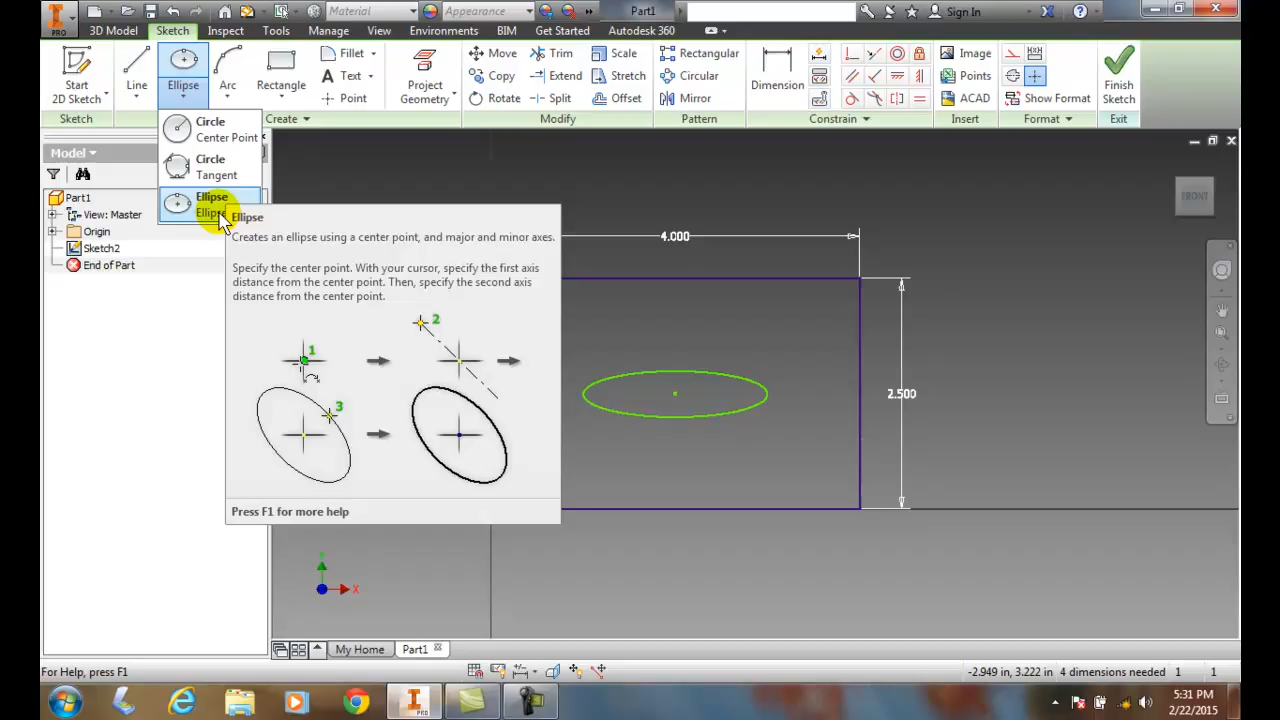 Material
Appearance
Part1
Sign In
PRO
3D Model
Sketch
Inspect
Tools
Manage
View
Environments
BIM
Get Started
Autodesk 360
Start
2D Sketch
Line
Ellipse
Arc
Rectangle
Fillet
Text
Point
Project
Geometry
Move
Copy
Rotate
Trim
Extend
Split
Scale
Stretch
Offset
Rectangular
Circular
Mirror
Dimension
Image
Points
ACAD
Show Format
Finish
Sketch
Sketch
Create
Modify
Pattern
Constrain
Insert
Format
Exit
Circle
Center Point
Circle
Tangent
Ellipse
Model
Part1
View: Master
Origin
Sketch2
End of Part
Ellipse
Creates an ellipse using a center point, and major and minor axes.
Specify the center point. With your cursor, specify the first axis
distance from the center point. Then, specify the second axis
distance from the center point.
1
2
3
Press F1 for more help
4.000
2.500
FRONT
X
My Home
Part1
For Help, press F1
-2.949 in, 3.222 in
4 dimensions needed
1
1
PRO
5:31 PM
2/22/2015